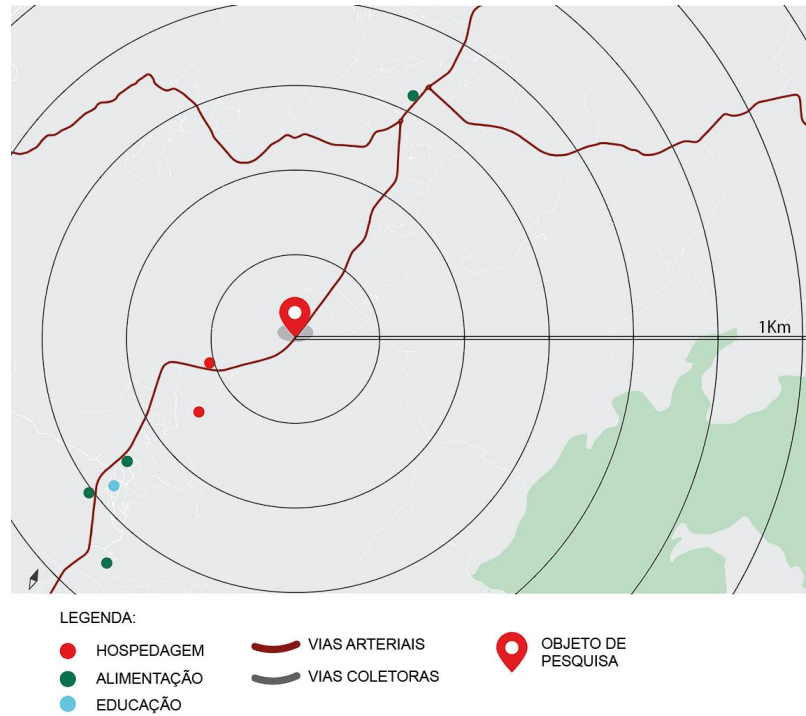 1Km
LEGENDA:
HOSPEDAGEM
ALIMENTAÇÃO
EDUCAÇÃO
VIAS ARTERIAIS
VIAS COLETORAS
OBJETO DE
PESQUISA